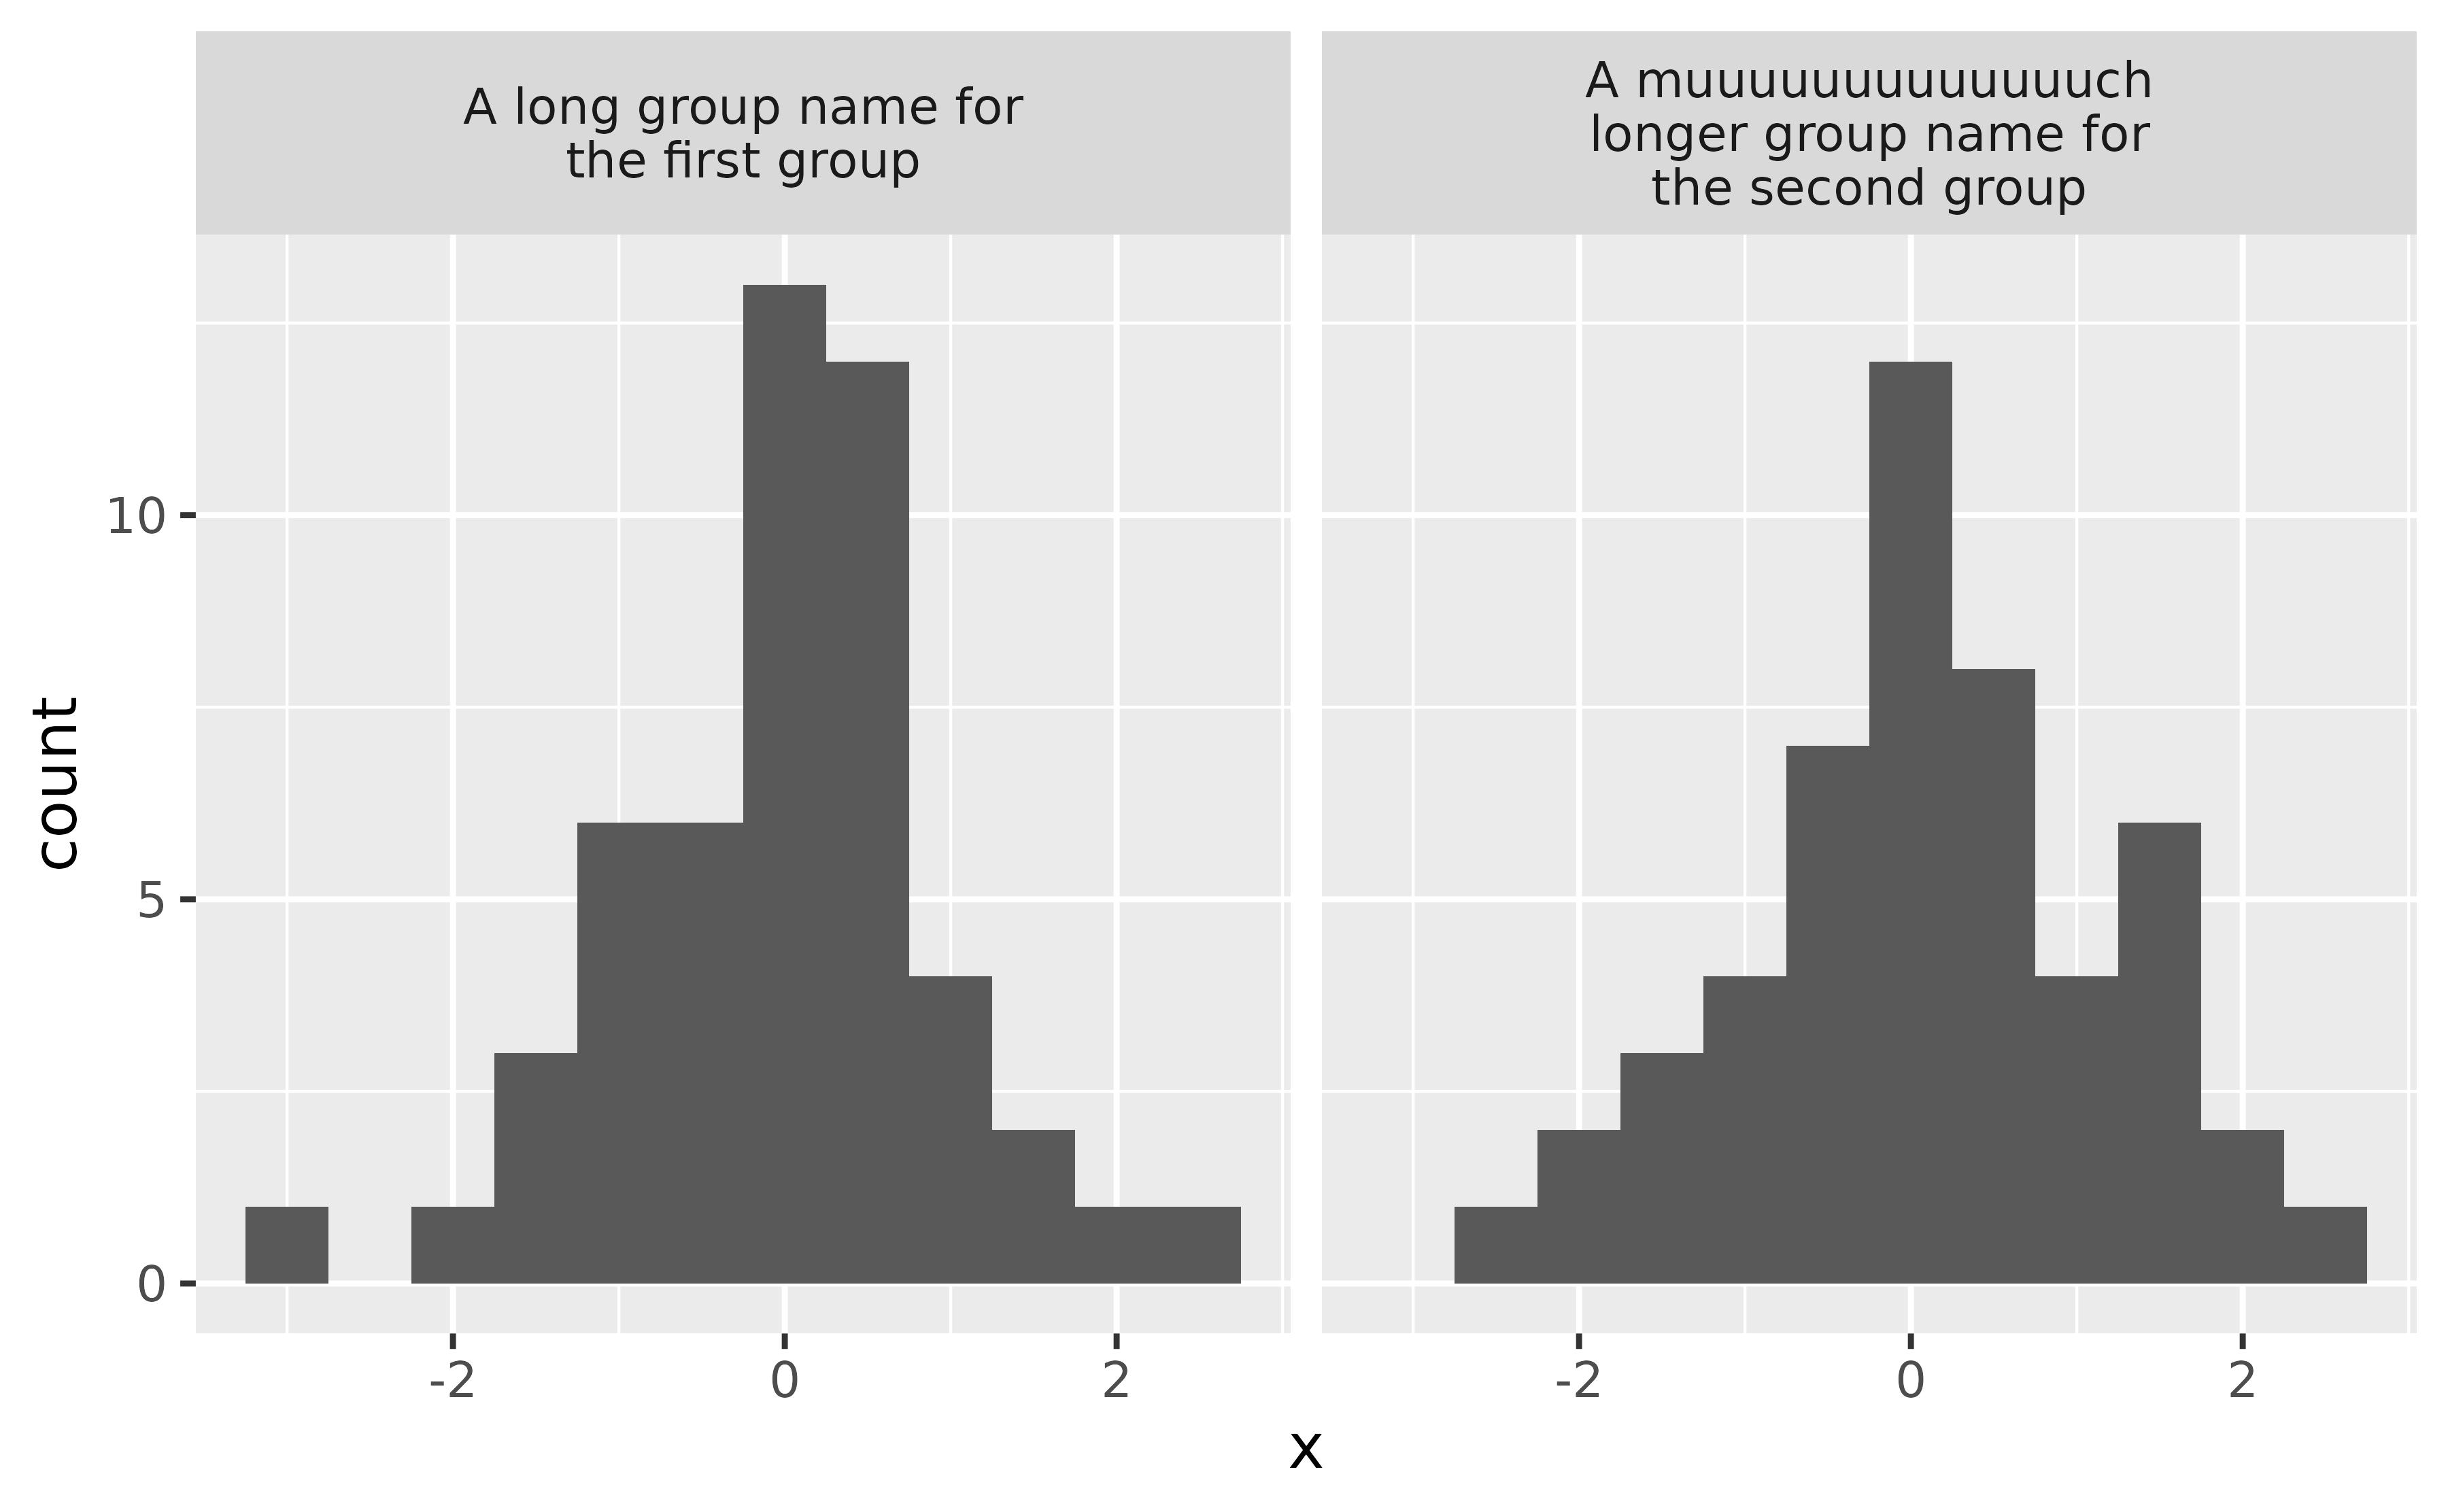 A long group name for
the first group
A muuuuuuuuuuuuuuch
longer group name for
the second group
10
5
0
count
-2
0
2
-2
0
2
x